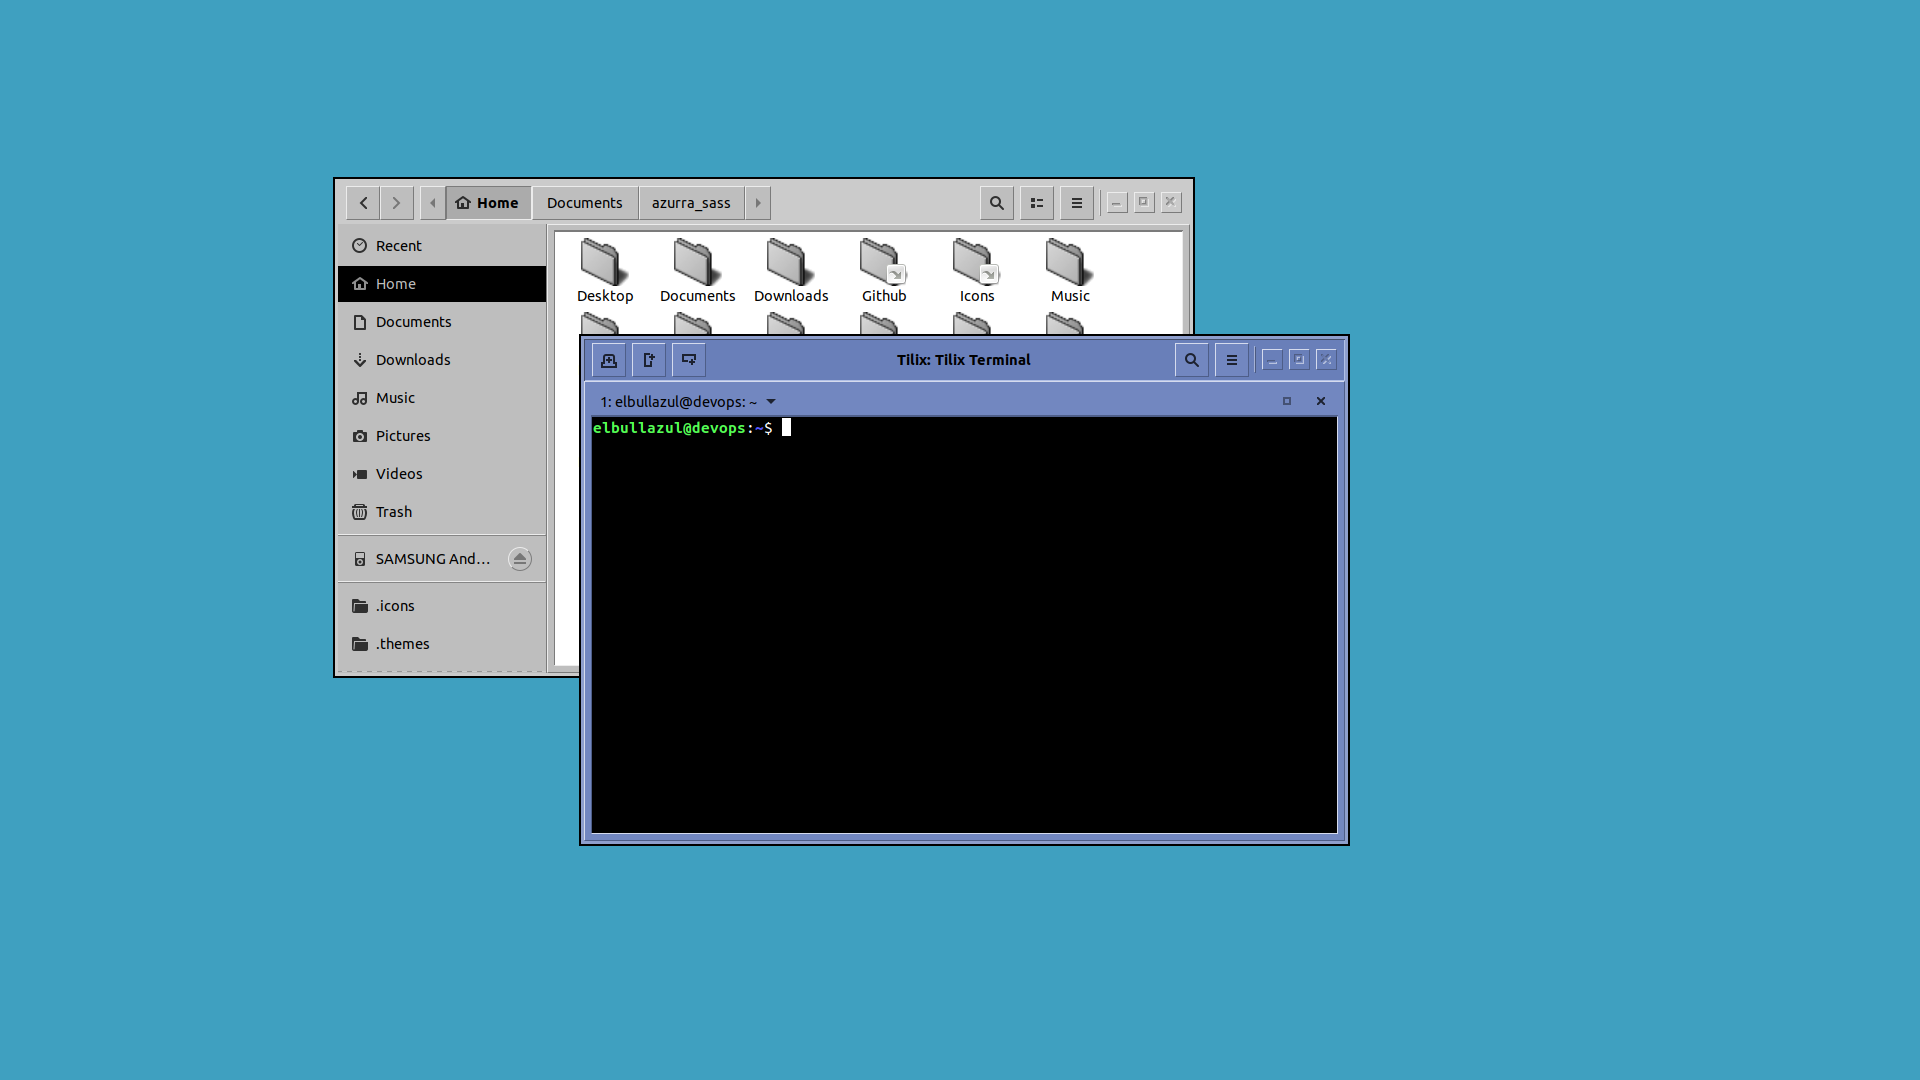 Home Documents azurra_sass
Recent
Home
Documents
Downloads
Music
Pictures
Videos
Trash
SAMSUNG And...
.icons
.themes
Desktop Documents Downloads Github Icons Music
Tilix: Tilix Terminal
1: elbullazul@devops: ~
elbullazul@devops:~$